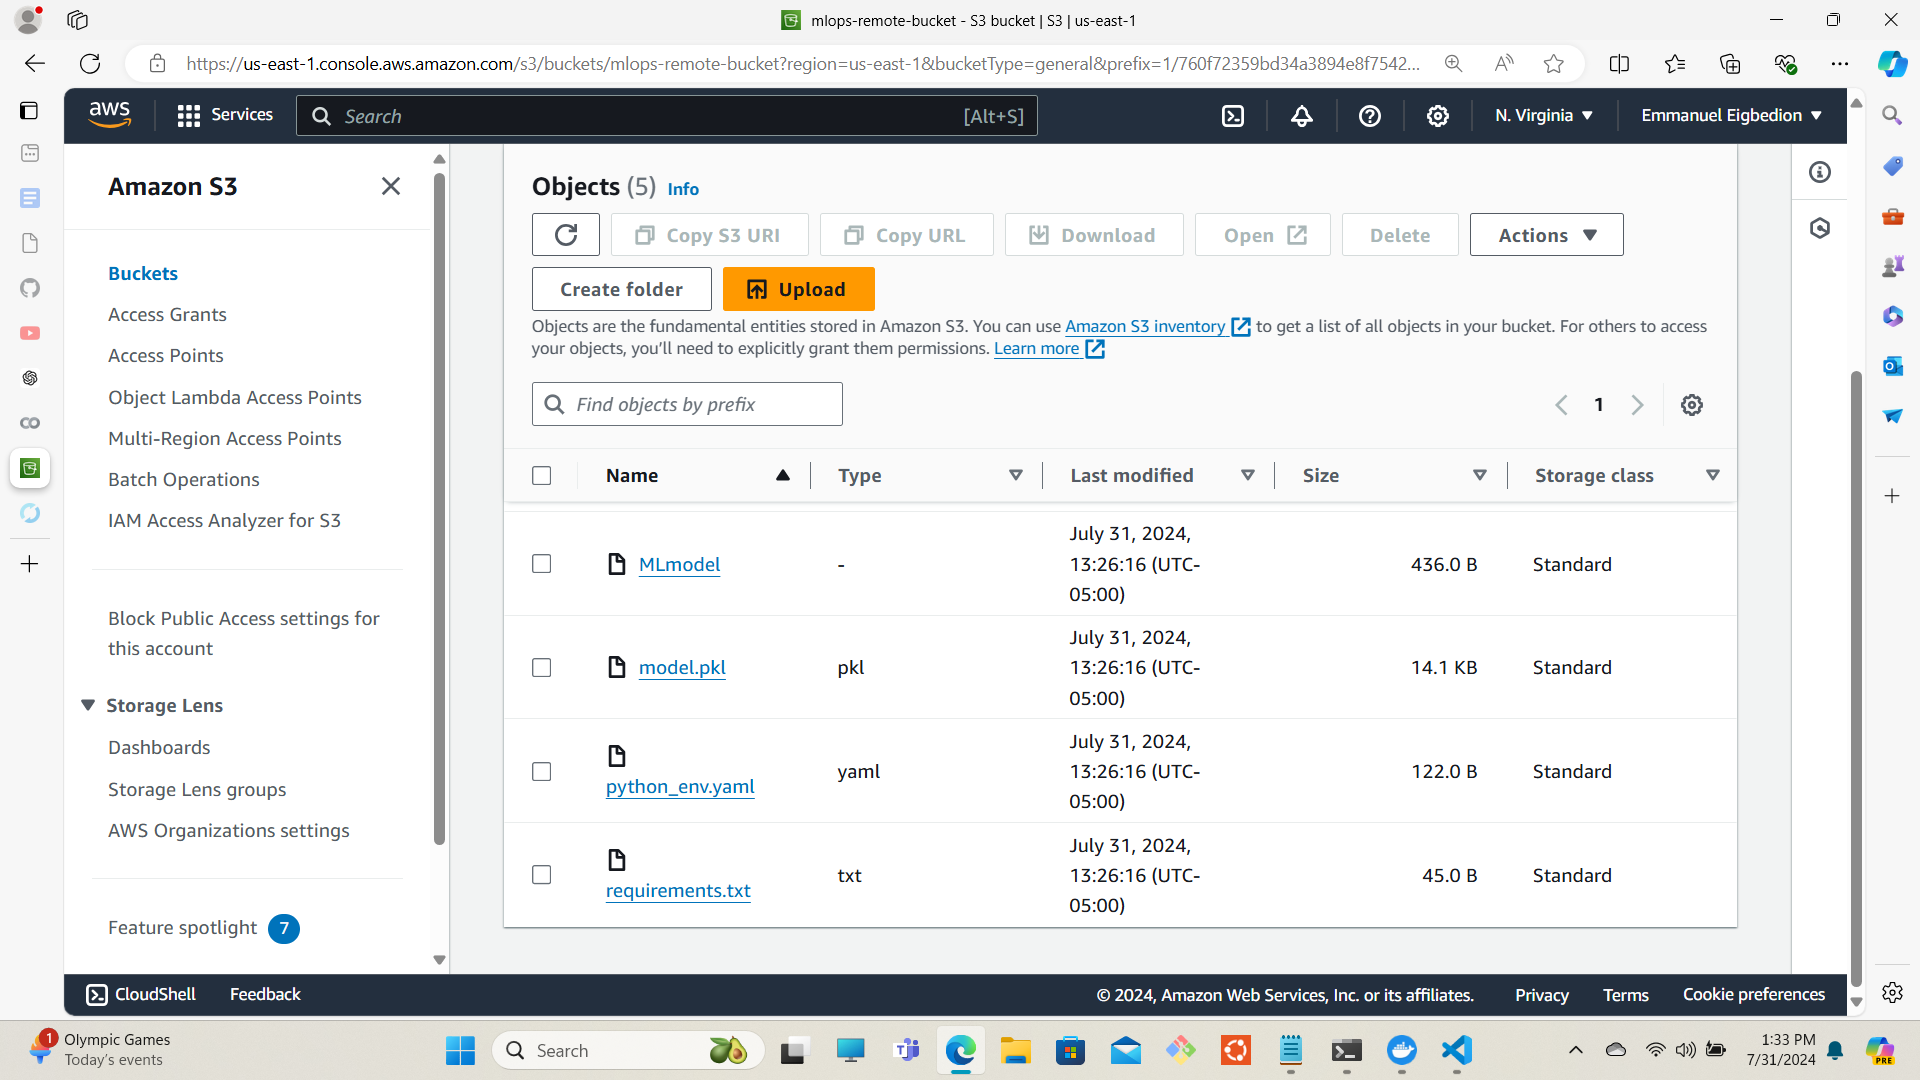 mlops-remote-bucket - S3 bucket | S3 | us-east-1
https://us-east-1.console.aws.amazon.com/s3/buckets/mlops-remote-bucket?region=us-east-1&bucketType=general&prefix=1/760f72359bd34a3894e8f7542...
aws
Services
Search
[Alt+S]
N. Virginia
Emmanuel Eigbedion
Amazon S3
Buckets
Access Grants
Access Points
Object Lambda Access Points
Multi-Region Access Points
Batch Operations
IAM Access Analyzer for S3
Block Public Access settings for
this account
Storage Lens
Dashboards
Storage Lens groups
AWS Organizations settings
Feature spotlight 7
Objects (5) Info
Copy S3 URI
Copy URL
Download
Open
Delete
Actions
Create folder
Upload
Objects are the fundamental entities stored in Amazon S3. You can use Amazon S3 inventory to get a list of all objects in your bucket. For others to access
your objects, you'll need to explicitly grant them permissions. Learn more
Find objects by prefix
1
Name Type Last modified Size Storage class
MLmodel - July 31, 2024, 436.0 B Standard
13:26:16 (UTC-
05:00)
model.pkl pkl July 31, 2024, 14.1 KB Standard
13:26:16 (UTC-
05:00)
python_env.yaml yaml July 31, 2024, 122.0 B Standard
13:26:16 (UTC-
05:00)
requirements.txt txt July 31, 2024, 45.0 B Standard
13:26:16 (UTC-
05:00)
CloudShell
Feedback
© 2024, Amazon Web Services, Inc. or its affiliates.
Privacy
Terms
Cookie preferences
1
Olympic Games
Today's events
Search
1:33 PM
7/31/2024
PRE